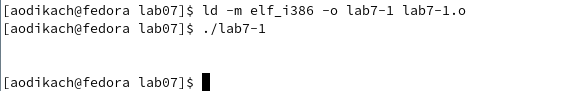 [aodikach@fedora lab07]$ ld -m elf_i386 -o lab7-1 lab7-1.o
[aodikach@fedora lab07]$ ./lab7-1
[aodikach@fedora lab07]$